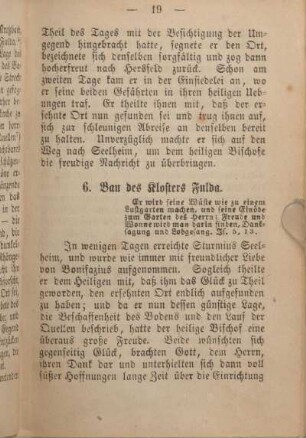 — 19 —
Theil des Tages mit der Besichtigung der Um-
gegend hingebracht hatte, segnete er den Ort,
bezeichnete sich denselben sorgfältig und zog dann
hocherfreut nach Hersfeld zurück. Schon am
zweiten Tage kam er in der Einsiedelei an, wo
er seine beiden Gefährten in ihren heiligen Uebun-
gen traf. Er theilte ihnen mit, daß der er-
sehnte Ort nun gefunden sei und trug ihnen auf,
sich zur schleunigen Abreise an denselben bereit
zu halten. Unverzüglich machte er sich auf den
Weg nach Seelheim, um dem heiligen Bischofe
die freudige Nachricht zu überbringen.
6. Bau des Klosters Fulda.
Er wird seine Wüste wie zu einem
Lustgarten machen, und seine Einöde
zum Garten des Herrn; Freude und
Wonne wird man darin finden, Dank-
sagung und Lobgesang.
In wenigen Tagen erreichte Sturmius Seel-
heim, und wurde wie immer mit freundlicher Liebe
von Bonifazius aufgenommen. Sogleich theilte
er dem Heiligen mit, daß ihm das Glück zu Theil
geworden, den ersehnten Ort endlich aufgefunden
zu haben; und da er nun dessen günstige Lage,
die Beschaffenheit des Bodens und den Lauf der
Quellen beschrieb, hatte der heilige Bischof eine
überaus große Freude. Beide wünschten sich
gegenseitig Glück, brachten Gott, dem Herrn,
ihren Dank dar und unterhielten sich dann voll
süßer Hoffnungen lange Zeit über die Einrichtung